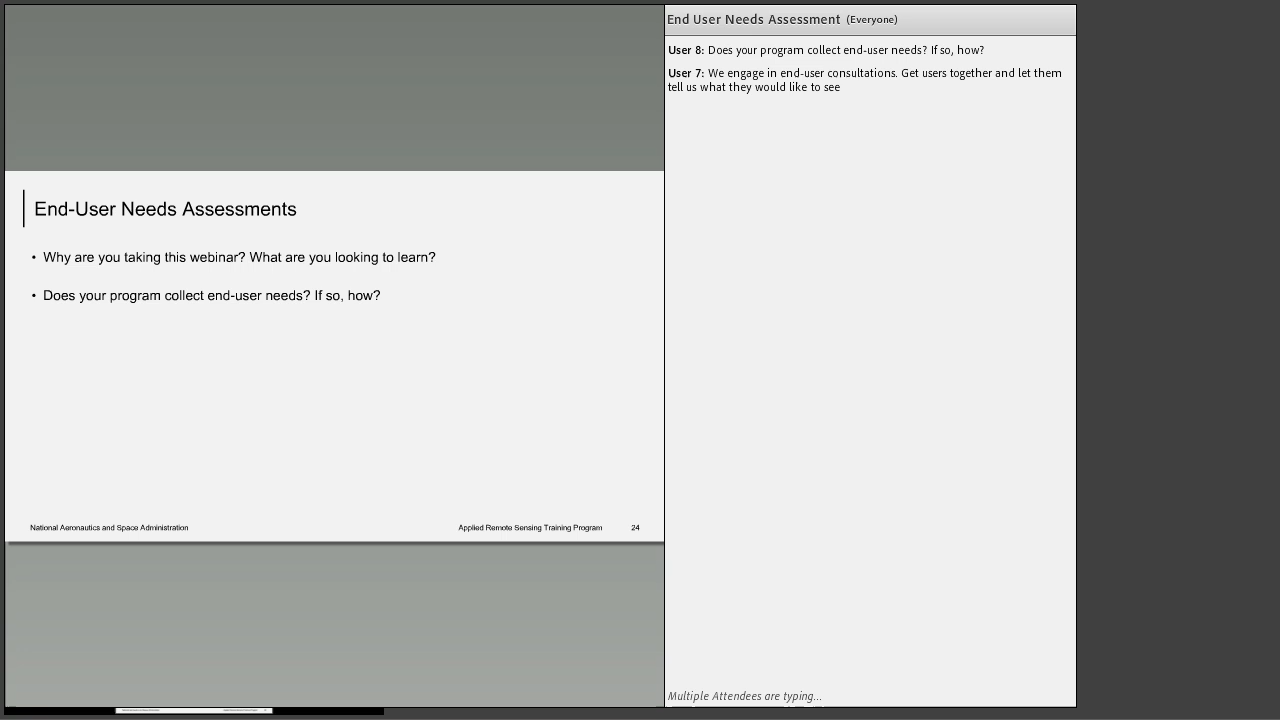 End-User Needs Assessments
• Why are you taking this webinar? What are you looking to learn?
• Does your program collect end-user needs? If so, how?
National Aeronautics and Space Administration
Applied Remote Sensing Training Program
24
End User Needs Assessment (Everyone)
User 8: Does your program collect end-user needs? If so, how?
User 7: We engage in end-user consultations. Get users together and let them
tell us what they would like to see
Multiple Attendees are typing...